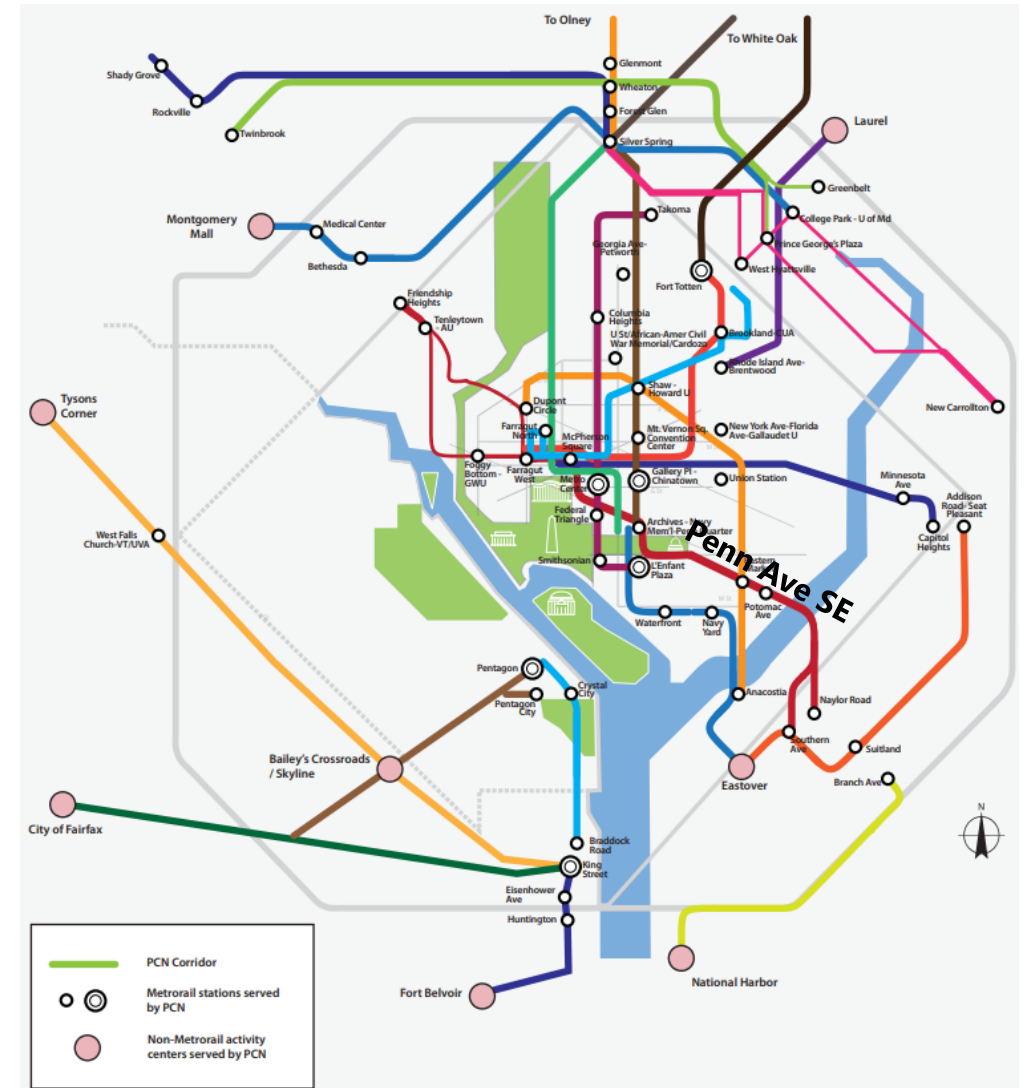 To Olney
To White Oak
Glenmont
Shady Grove
Wheaton
Rockville
Forest Glen
Laurel
Twinbrook
Silver Spring
Greenbelt
Takoma
Montgomery
Mall
Medical Center
College Park - U of Md
Bethesda
Georgia Ave-
Petworth
Prince George's Plaza
West Hyattsville
Fort Totten
Friendship
Heights
Tenleytown
- AU
Columbia
Heights
U St/African-Amer Civil
War Memorial/Cardozo
Brookland-CUA
Rhode Island Ave-
Brentwood
Tysons
Corner
Shaw -
Howard U
New Carrollton
Dupont
Circle
Farragut
North
McPherson
Square
Mt. Vernon Sq.
Convention
Center
New York Ave-Florida
Ave-Gallaudet U
Foggy
Bottom -
GWU
Farragut
West
Metro
Center
Gallery Pl -
Chinatown
Union Station
Minnesota
Ave
Addison
Road- Seat
Pleasant
Federal
Triangle
Archives - Navy
Mem'l-Penn Quarter
Capitol
Heights
West Falls
Church-VT/UVA
Penn Ave SE
Smithsonian
L'Enfant
Plaza
Eastern
Market
Potomac
Ave
Waterfront
Navy
Yard
Pentagon
Pentagon
City
Crystal
City
Anacostia
Naylor Road
Southern
Ave
Suitland
Bailey's Crossroads
/ Skyline
Eastover
Branch Ave
City of Fairfax
N
Braddock
Road
King
Street
Eisenhower
Ave
Huntington
Fort Belvoir
National Harbor
PCN Corridor
Metrorail stations served
by PCN
Non-Metrorail activity
centers served by PCN